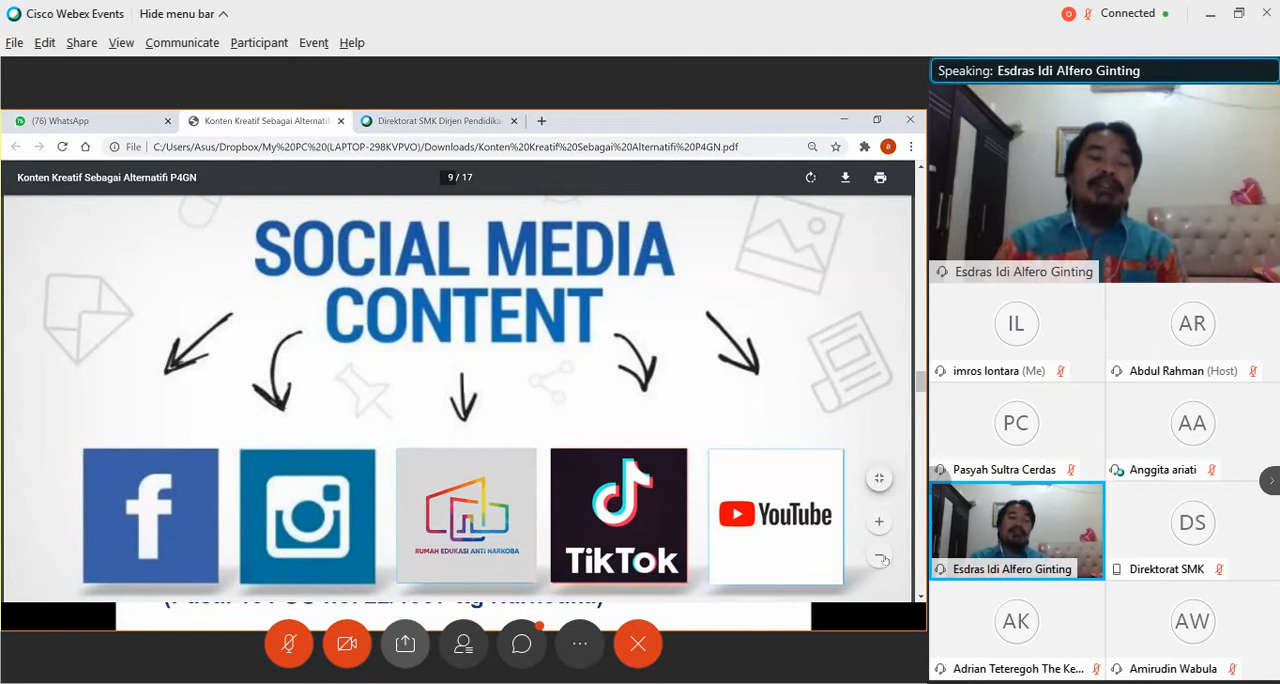 Cisco Webex Events
Hide menu bar
Connected
File Edit Share View Communicate Participant Event Help
Speaking: Esdras Idi Alfero Ginting
(76) WhatsApp
Konten Kreatif Sebagai Alternatifi
Direktorat SMK Dirjen Pendidika
File
C:/Users/Asus/Dropbox/My%20PC%20(LAPTOP-298KVPVO)/Downloads/Konten%20Kreatif%20Sebagai%20Alternatifi%20P4GN.pdf
a
Konten Kreatif Sebagai Alternatifi P4GN
9 / 17
SOCIAL MEDIA
CONTENT
f
RUMAH EDUKASI ANTI NARKOBA
TikTok
YouTube
Esdras Idi Alfero Ginting
IL
imros lontara (Me)
AR
Abdul Rahman (Host)
PC
Pasyah Sultra Cerdas
AA
Anggita ariati
Esdras Idi Alfero Ginting
DS
Direktorat SMK
AK
Adrian Teteregoh The Ke...
AW
Amirudin Wabula